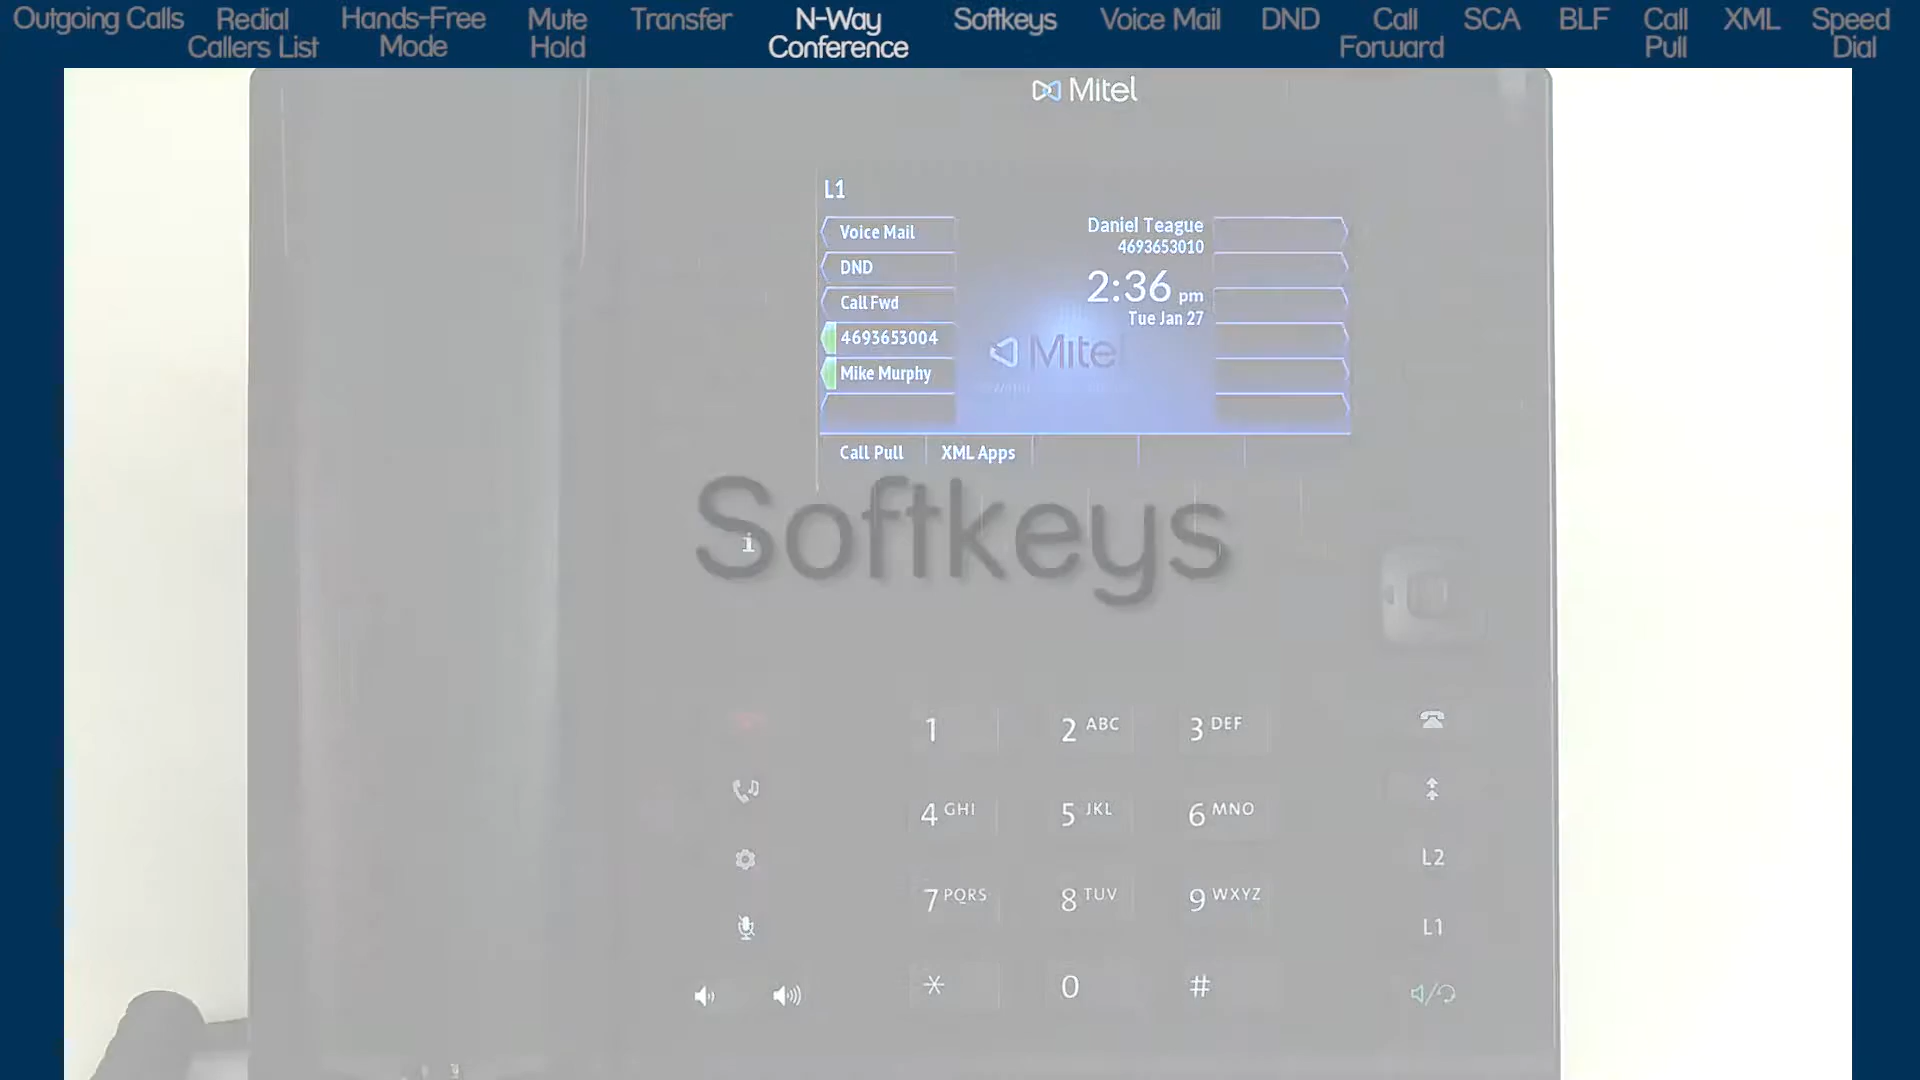 Outgoing Calls
Redial
Callers List
Hands-Free
Mode
Mute
Hold
Transfer
N-Way
Conference
Softkeys
Voice Mail
DND
Call
Forward
SCA
BLF
Call
Pull
XML
Speed
Dial
Mitel
L1
Voice Mail
DND
Call Fwd
4693653004
Mike Murphy
Daniel Teague
4693653010
2:36 pm
Tue Jan 27
Mitel
Call Pull
XML Apps
Softkeys
1
2 ABC
3 DEF
4 GHI
5 JKL
6 MNO
7 PQRS
8 TUV
9 WXYZ
* 0 #
L2
L1